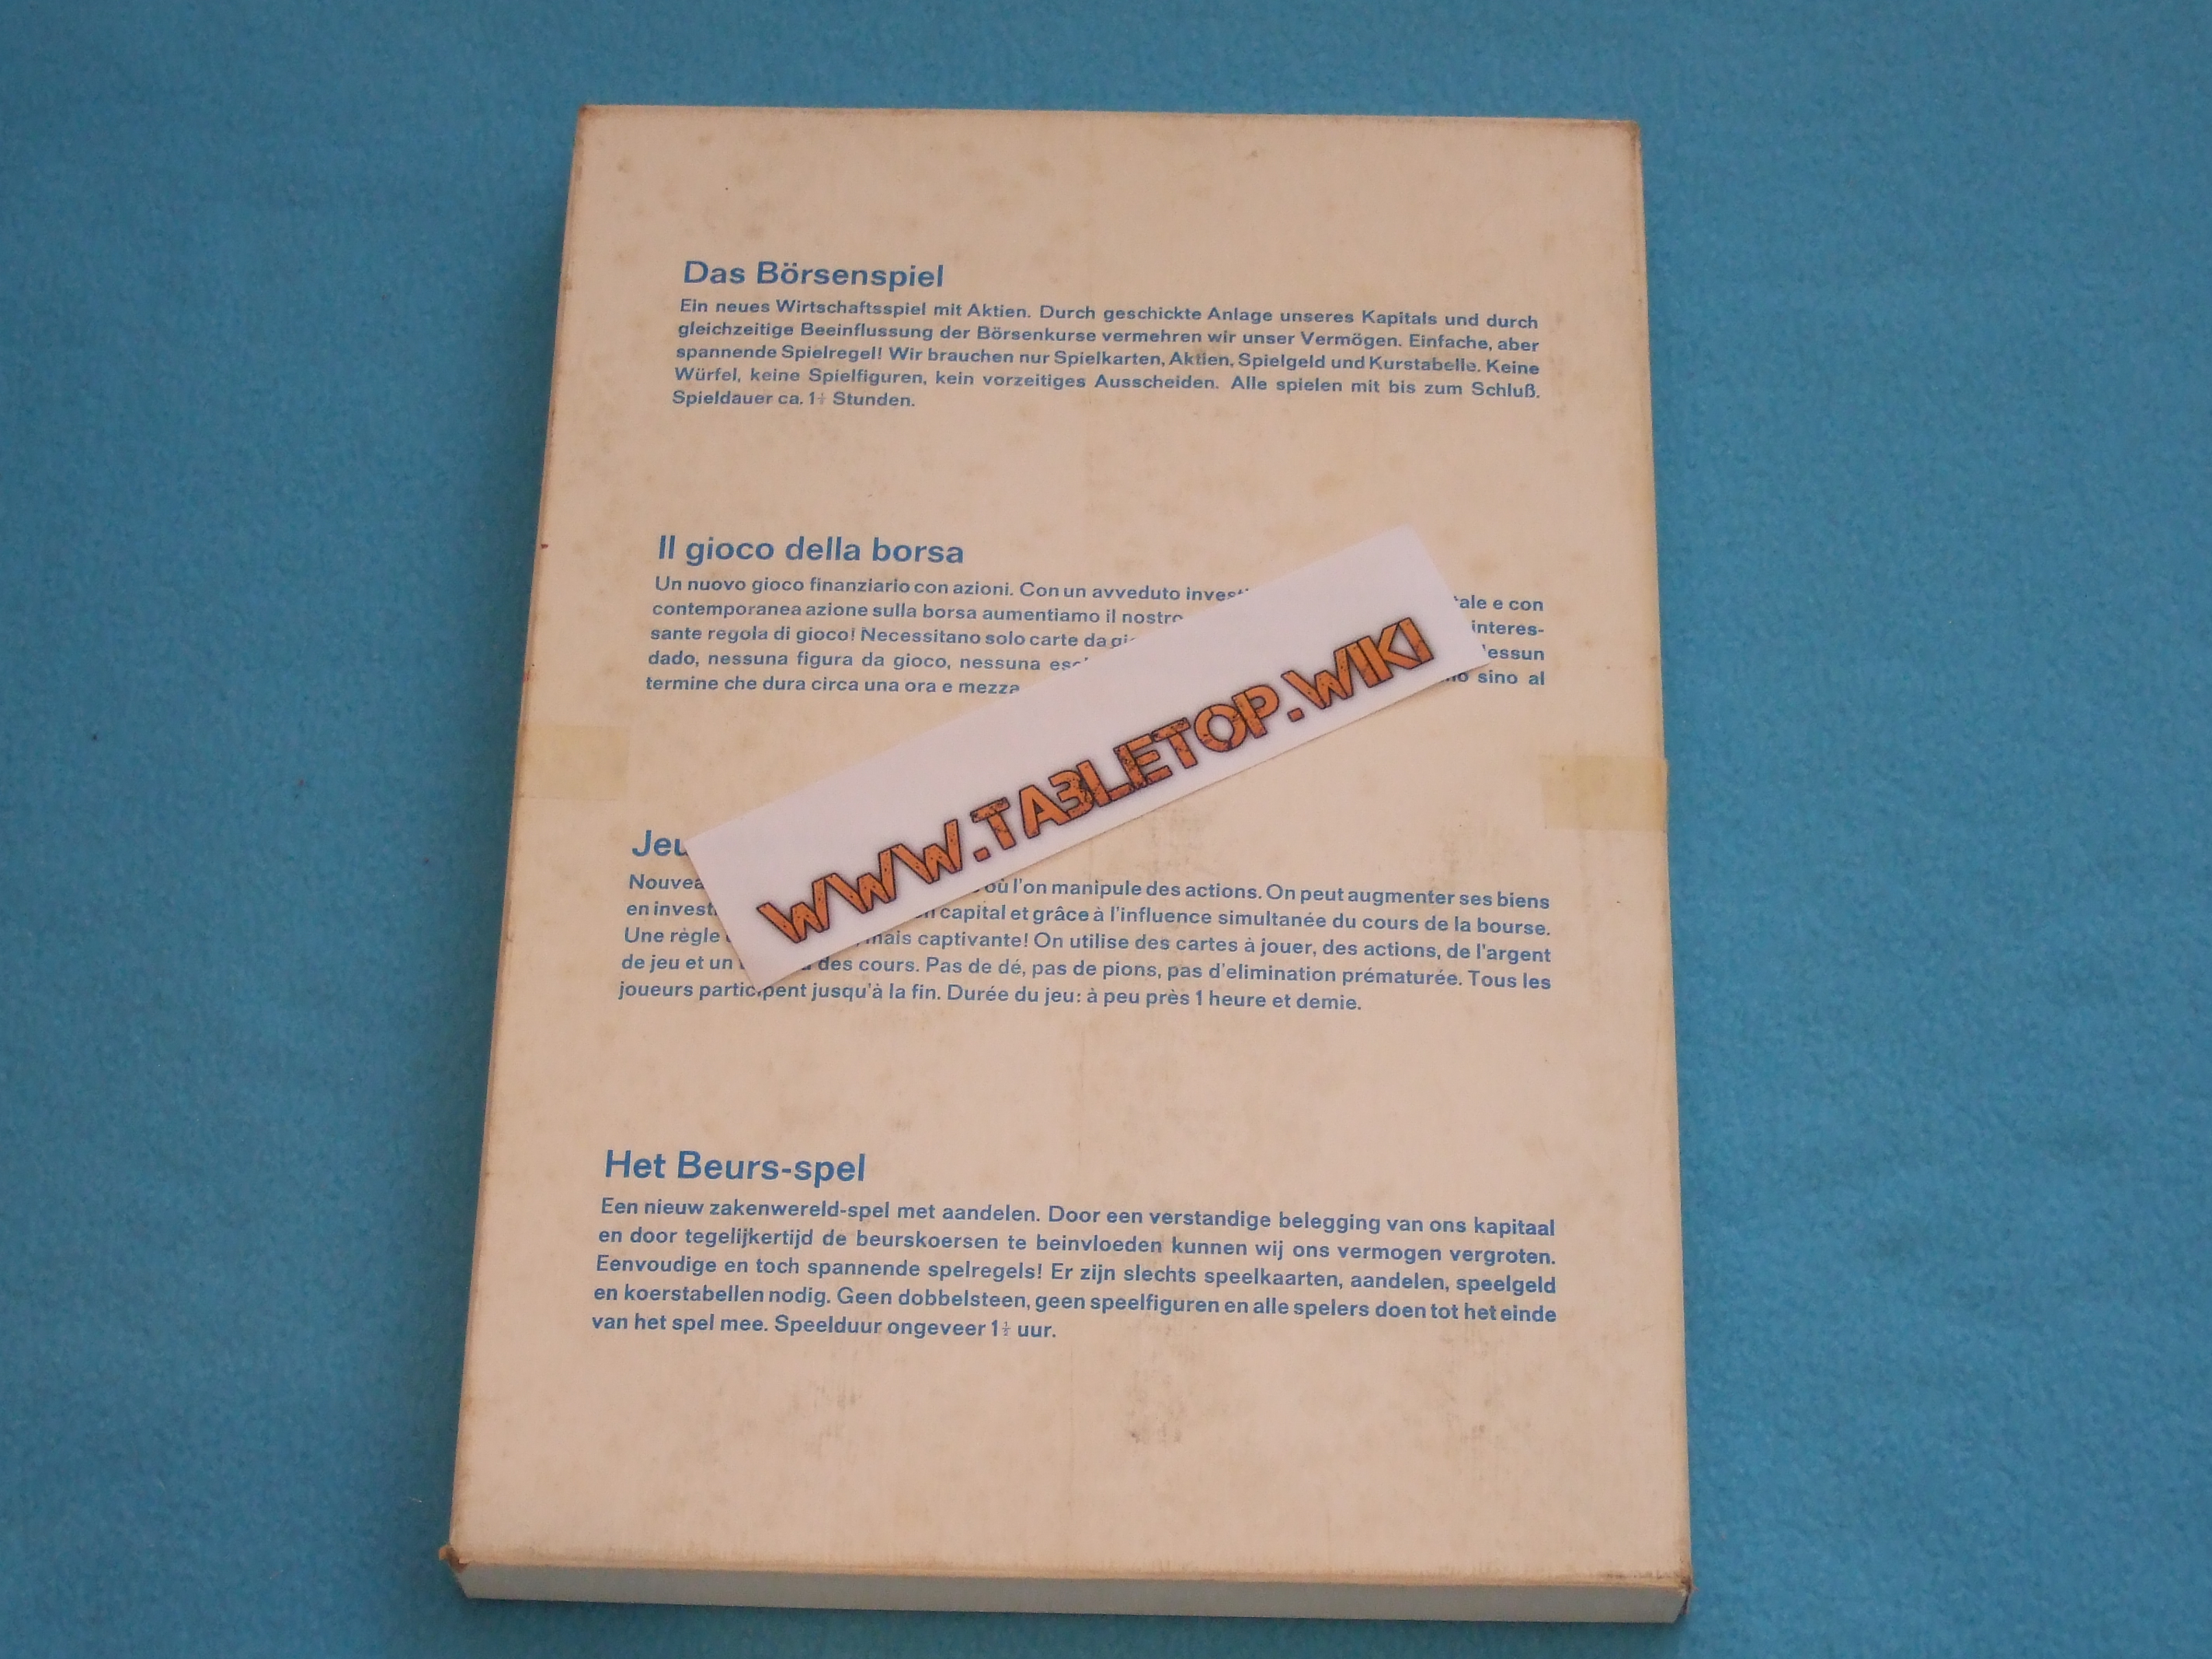 Das Börsenspiel
Ein neues Wirtschaftsspiel mit Aktien. Durch geschickte Anlage unseres Kapitals und durch
gleichzeitige Beeinflussung der Börsenkurse vermehren wir unser Vermögen. Einfache, aber
spannende Spielregel! Wir brauchen nur Spielkarten, Aktien, Spielgeld und Kurstabelle. Keine
Würfel, keine Spielfiguren, kein vorzeitiges Ausscheiden. Alle spielen mit bis zum Schluß.
Spieldauer ca. 1½ Stunden.
Il gioco della borsa
Un nuovo gioco finanziario con azioni. Con un avveduto e con
contemporanea azione sulla borsa aumentiamo il nostro interes-
sante regola di gioco! Necessitano solo carte da
dado, nessuna figura da gioco, nessuna
termine che dura circa una ora e mezza sino al
WWW.TABLETOP.WIKI
où l'on manipule des actions. On peut augmenter ses biens
en capital et grâce à l'influence simultanée du cours de la bourse.
Une règle mais captivante! On utilise des cartes à jouer, des actions, de l'argent
de jeu et un des cours. Pas de dé, pas de pions, pas d'elimination prématurée. Tous les
joueurs participent jusqu'à la fin. Durée du jeu: à peu près 1 heure et demie.
Het Beurs-spel
Een nieuw zakenwereld-spel met aandelen. Door een verstandige belegging van ons kapitaal
en door tegelijkertijd de beurskoersen te beinvloeden kunnen wij ons vermogen vergroten.
Eenvoudige en toch spannende spelregels! Er zijn slechts speelkaarten, aandelen, speelgeld
en koerstabellen nodig. Geen dobbelsteen, geen speelfiguren en alle spelers doen tot het einde
van het spel mee. Speelduur ongeveer 1½ uur.